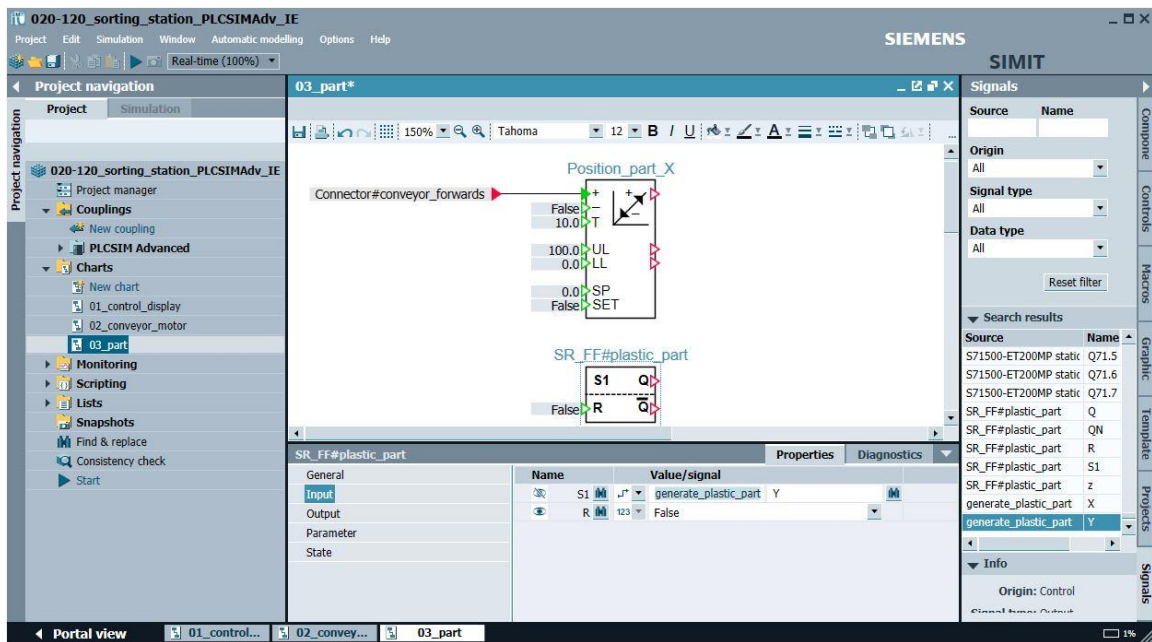 020-120_sorting_station_PLCSIMAdv_IE
Project Edit Simulation Window Automatic modelling Options Help
SIEMENS
Real-time (100%)
SIMIT
Project navigation
Project Simulation
Project navigation
020-120_sorting_station_PLCSIMAdv_IE
Project manager
Couplings
New coupling
PLCSIM Advanced
Charts
New chart
01_control_display
02_conveyor_motor
03_part
Monitoring
Scripting
Lists
Snapshots
Find & replace
Consistency check
Start
03_part*
150% Tahoma 12 B I U A
Position_part_X
Connector#conveyor_forwards + +
False - -
10.0 T
100.0 UL
0.0 LL
0.0 SP
False SET
SR_FF#plastic_part
S1 Q
False R Q
SR_FF#plastic_part Properties Diagnostics
General
Input
Output
Parameter
State
Name Value/signal
S1 generate_plastic_part Y
R 123 False
Signals
Source Name
Origin
All
Signal type
All
Data type
All
Reset filter
Search results
Source Name
S71500-ET200MP static Q71.5
S71500-ET200MP static Q71.6
S71500-ET200MP static Q71.7
SR_FF#plastic_part Q
SR_FF#plastic_part QN
SR_FF#plastic_part R
SR_FF#plastic_part S1
SR_FF#plastic_part z
generate_plastic_part X
generate_plastic_part Y
Info
Origin: Control
Signal type: Output
Compone
Controls
Macros
Graphic
Template
Projects
Signals
Portal view 01_control... 02_convey... 03_part 1%